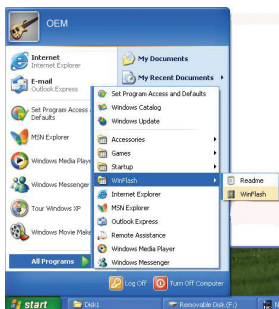 OEM
Internet
Internet Explorer
E-mail
Outlook Express
Set Program Access
Defaults
MSN Explorer
Windows Media Playe
Windows Messenger
Tour Windows XP
Windows Movie Make
All Programs
My Documents
My Recent Documents
Set Program Access and Defaults
Windows Catalog
Windows Update
Accessories
Games
Startup
WinFlash
Internet Explorer
MSN Explorer
Outlook Express
Remote Assistance
Windows Media Player
Windows Messenger
Readme
WinFlash
Log Off
Turn Off Computer
start
Disk1
Removable Disk (F:)
N